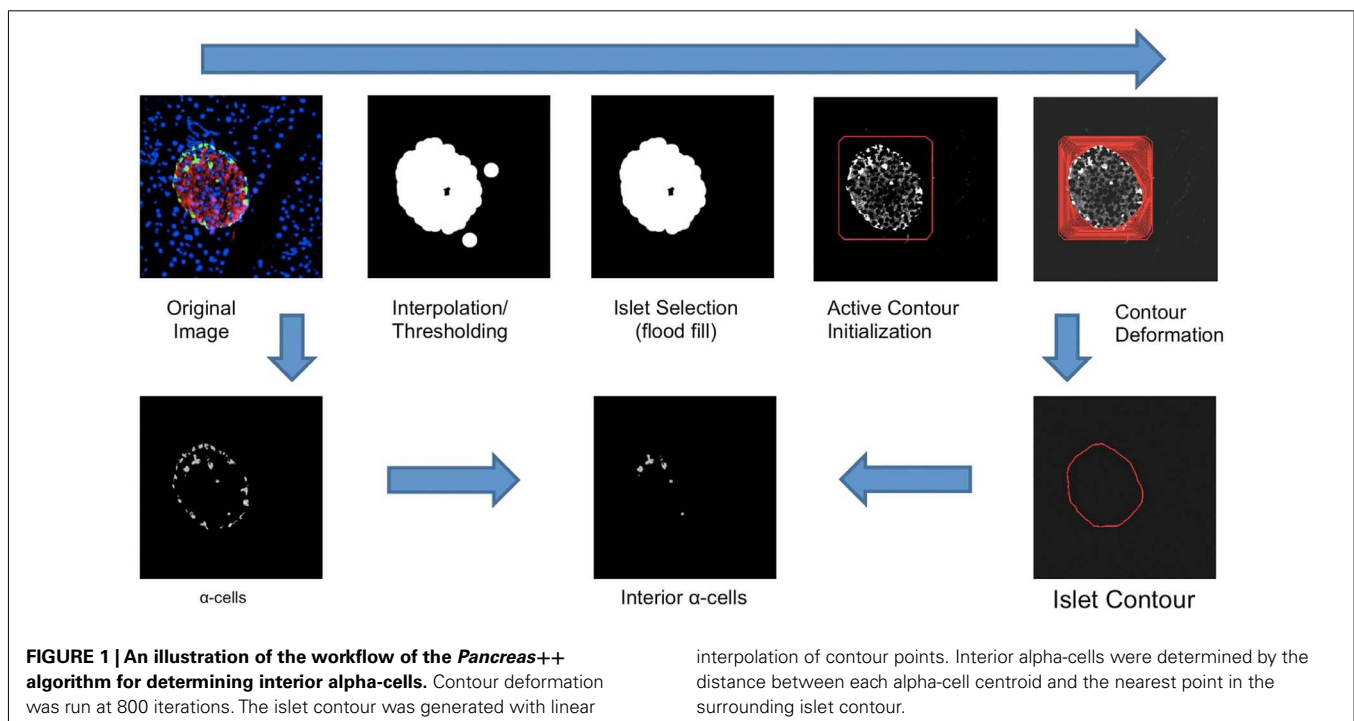 Original
Image
Interpolation/
Thresholding
Islet Selection
(flood fill)
Active Contour
Initialization
Contour
Deformation
α-cells
Interior α-cells
Islet Contour
FIGURE 1 | An illustration of the workflow of the Pancreas++
algorithm for determining interior alpha-cells. Contour deformation
was run at 800 iterations. The islet contour was generated with linear
interpolation of contour points. Interior alpha-cells were determined by the
distance between each alpha-cell centroid and the nearest point in the
surrounding islet contour.